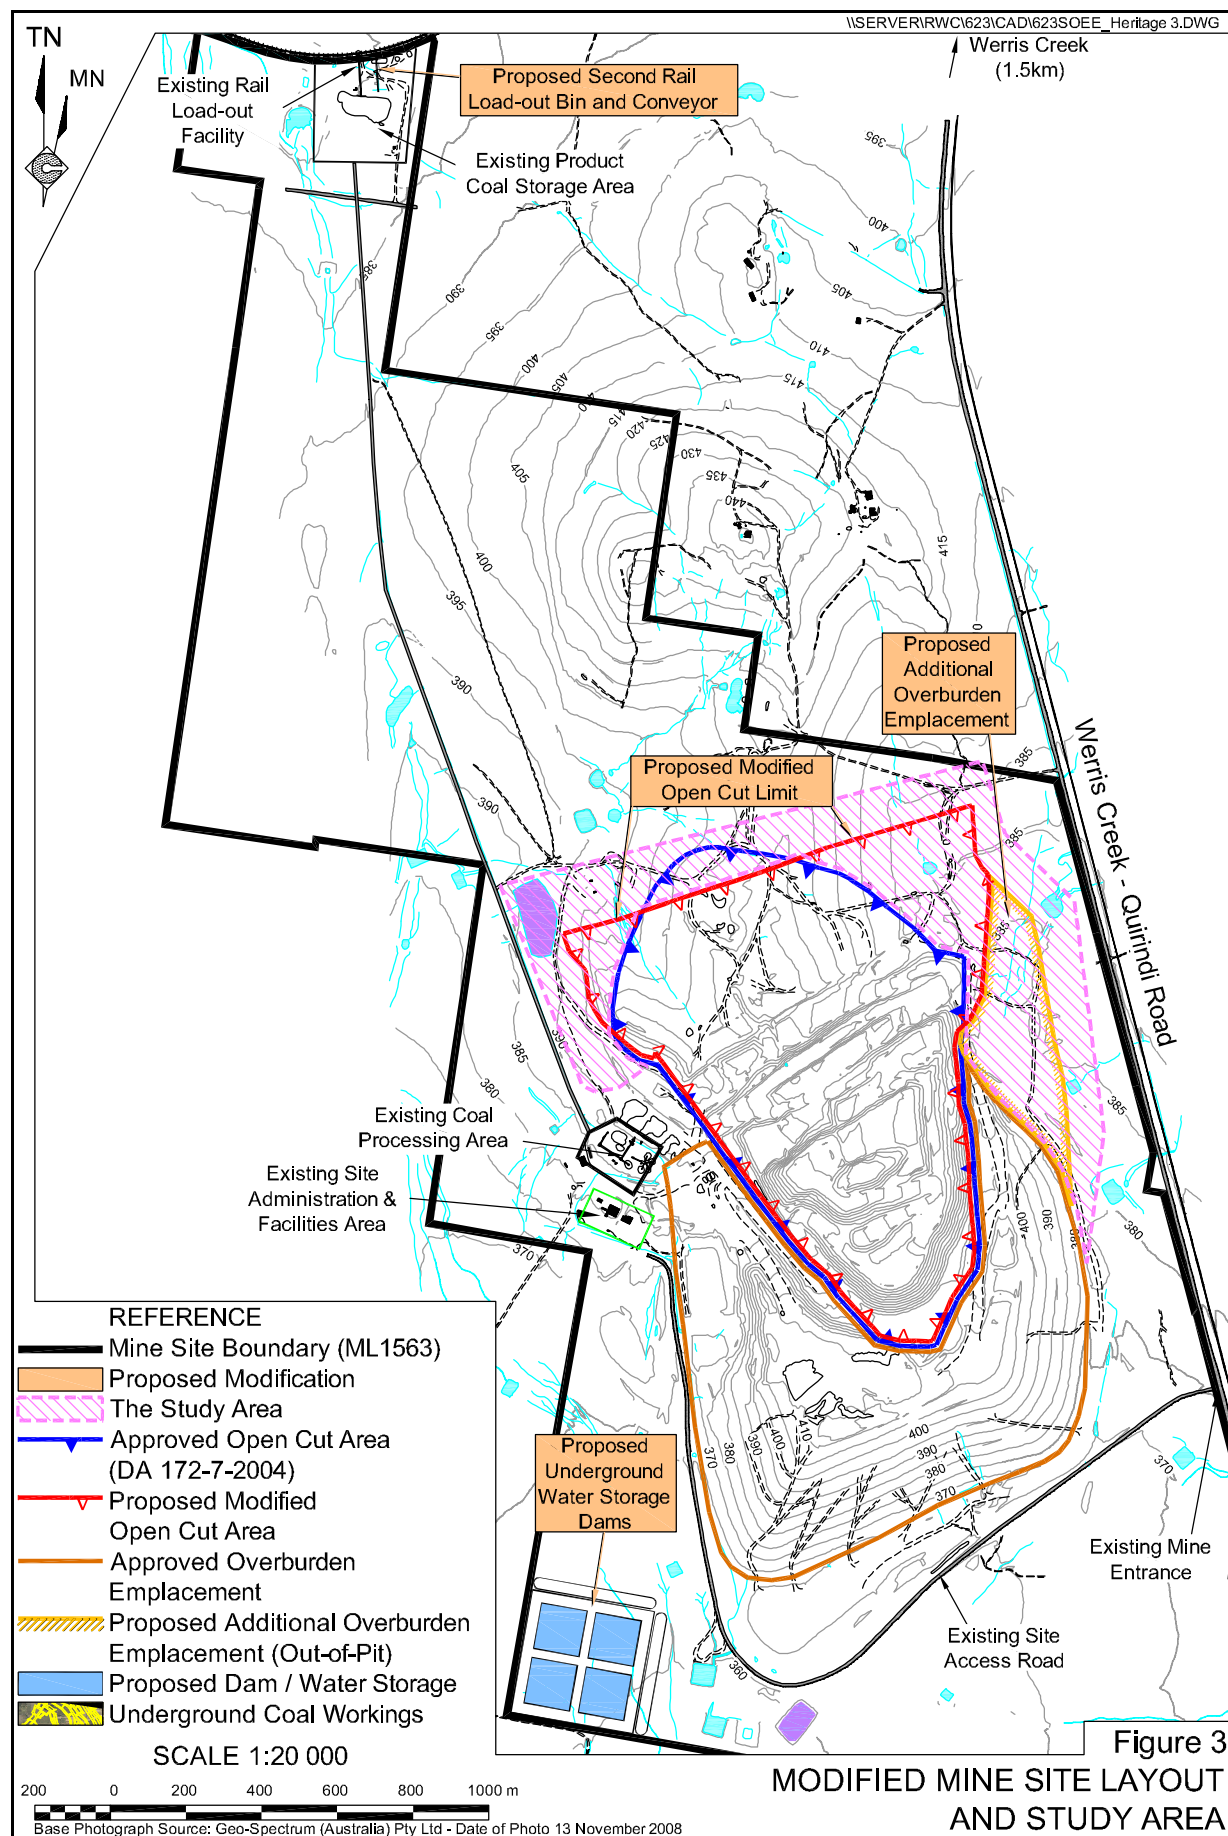 \\SERVER\RWC\623\CAD\623SOEE_Heritage 3.DWG
TN
MN
Werris Creek
(1.5km)
Existing Rail
Load-out
Facility
Proposed Second Rail
Load-out Bin and Conveyor
Existing Product
Coal Storage Area
395
400
385
390
405
395
410
400
415
405
415
420
425
430
405
435
440
400
415
395
390
Proposed
Additional
Overburden
Emplacement
Werris Creek - Quirindi Road
385
Proposed Modified
Open Cut Limit
390
385
385
390
385
380
385
Existing Coal
Processing Area
Existing Site
Administration &
Facilities Area
370
400
390
380
380
REFERENCE
Mine Site Boundary (ML1563)
Proposed Modification
The Study Area
Approved Open Cut Area
(DA 172-7-2004)
Proposed Modified
Open Cut Area
Approved Overburden
Emplacement
Proposed Additional Overburden
Emplacement (Out-of-Pit)
Proposed Dam / Water Storage
Underground Coal Workings
Proposed
Underground
Water Storage
Dams
370
380
390
400
410
400
390
380
370
370
Existing Mine
Entrance
Existing Site
Access Road
360
SCALE 1:20 000
200 0 200 400 600 800 1000 m
Base Photograph Source: Geo-Spectrum (Australia) Pty Ltd - Date of Photo 13 November 2008
Figure 3
MODIFIED MINE SITE LAYOUT
AND STUDY AREA